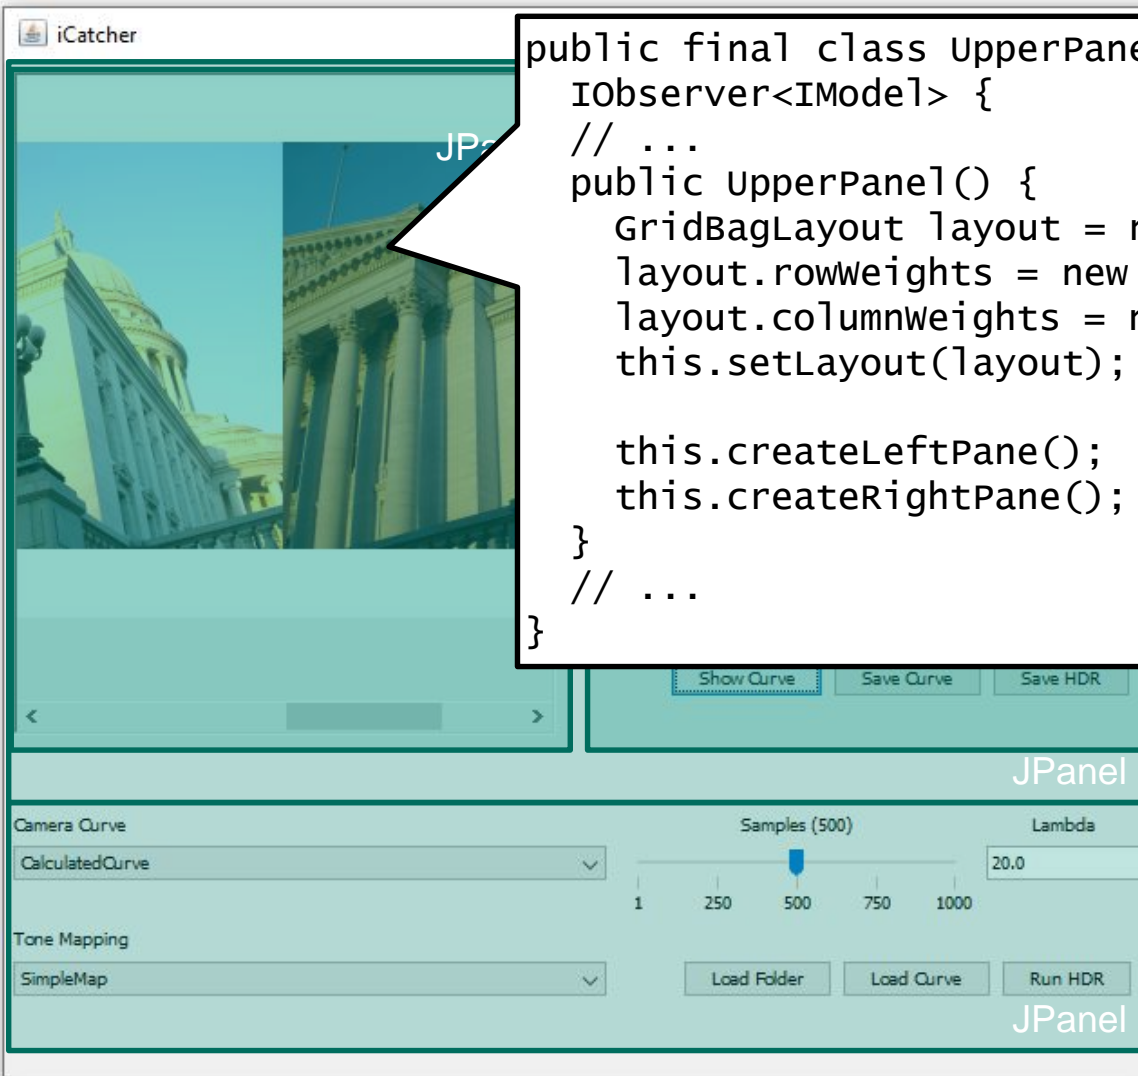 iCatcher
public final class
IObserver<IModel> {
// ...
public UpperPanel() {
GridBagLayout layout =
layout.rowWeights = new
layout.columnWeights =
this.setLayout(layout);
this.createLeftPane();
this.createRightPane();
}
// ...
}
Show Curve Save Curve Save HDR
< >
JPanel
Camera Curve Samples (500) Lambda
CalculatedCurve 20.0
1 250 500 750 1000
Tone Mapping
SimpleMap Load Folder Load Curve Run HDR
JPanel